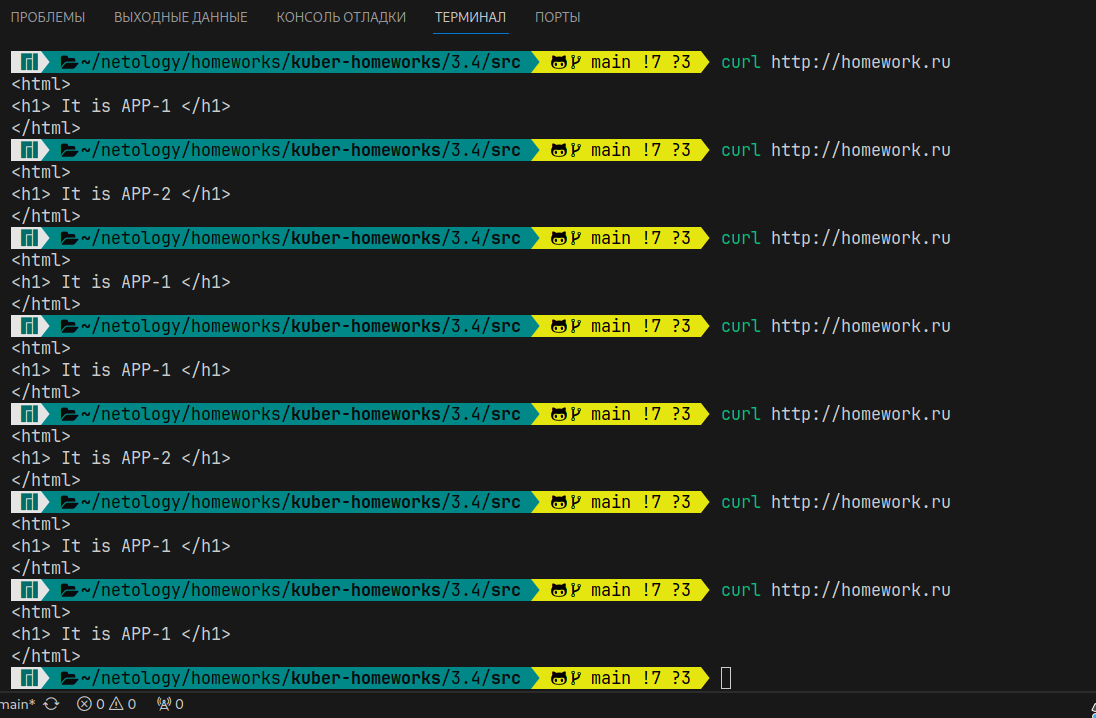 ПРОБЛЕМЫ ВЫХОДНЫЕ ДАННЫЕ КОНСОЛЬ ОТЛАДКИ ТЕРМИНАЛ ПОРТЫ
~/netology/homeworks/kuber-homeworks/3.4/src main !7 ?3 curl http://homework.ru
<html>
<h1> It is APP-1 </h1>
</html>
~/netology/homeworks/kuber-homeworks/3.4/src main !7 ?3 curl http://homework.ru
<html>
<h1> It is APP-2 </h1>
</html>
~/netology/homeworks/kuber-homeworks/3.4/src main !7 ?3 curl http://homework.ru
<html>
<h1> It is APP-1 </h1>
</html>
~/netology/homeworks/kuber-homeworks/3.4/src main !7 ?3 curl http://homework.ru
<html>
<h1> It is APP-1 </h1>
</html>
~/netology/homeworks/kuber-homeworks/3.4/src main !7 ?3 curl http://homework.ru
<html>
<h1> It is APP-2 </h1>
</html>
~/netology/homeworks/kuber-homeworks/3.4/src main !7 ?3 curl http://homework.ru
<html>
<h1> It is APP-1 </h1>
</html>
~/netology/homeworks/kuber-homeworks/3.4/src main !7 ?3 curl http://homework.ru
<html>
<h1> It is APP-1 </h1>
</html>
~/netology/homeworks/kuber-homeworks/3.4/src main !7 ?3
main* 0 0 0